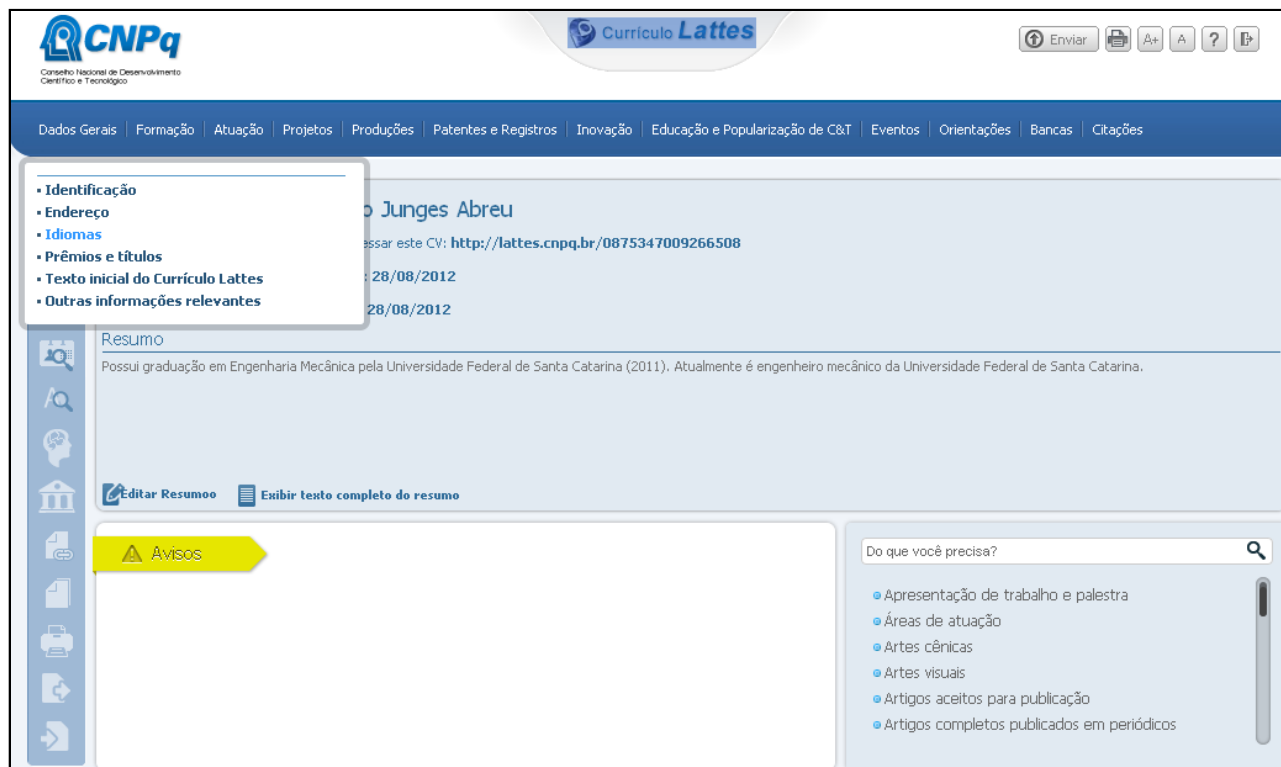 CNPq
Conselho Nacional de Desenvolvimento
Científico e Tecnológico
Currículo Lattes
Enviar A+ A ?
Dados Gerais Formação Atuação Projetos Produções Patentes e Registros Inovação Educação e Popularização de C&T Eventos Orientações Bancas Citações
Identificação
Endereço
Idiomas
Prêmios e títulos
Texto inicial do Currículo Lattes
Outras informações relevantes
o Junges Abreu
essar este CV: http://lattes.cnpq.br/0875347009266508
: 28/08/2012
28/08/2012
Resumo
Possui graduação em Engenharia Mecânica pela Universidade Federal de Santa Catarina (2011). Atualmente é engenheiro mecânico da Universidade Federal de Santa Catarina.
Editar Resumoo Exibir texto completo do resumo
Avisos
Do que você precisa?
Apresentação de trabalho e palestra
Áreas de atuação
Artes cênicas
Artes visuais
Artigos aceitos para publicação
Artigos completos publicados em periódicos